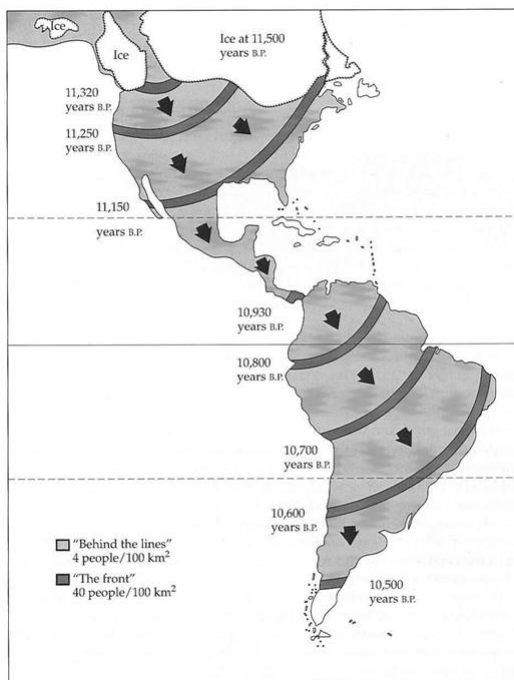 Ice
Ice
Ice at 11,500
years B.P.
11,320
years B.P.
11,250
years B.P.
11,150
years B.P.
10,930
years B.P.
10,800
years B.P.
10,700
years B.P.
10,600
years B.P.
10,500
years B.P.
"Behind the lines"
4 people/100 km²
"The front"
40 people/100 km²